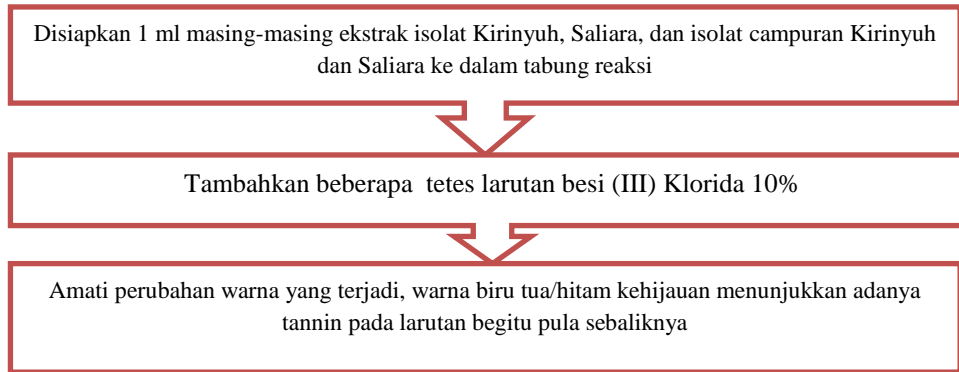 Disiapkan 1 ml masing-masing ekstrak isolat Kirinyuh, Saliara, dan isolat campuran Kirinyuh
dan Saliara ke dalam tabung reaksi
Tambahkan beberapa tetes larutan besi (III) Klorida 10%
Amati perubahan warna yang terjadi, warna biru tua/hitam kehijauan menunjukkan adanya
tannin pada larutan begitu pula sebaliknya